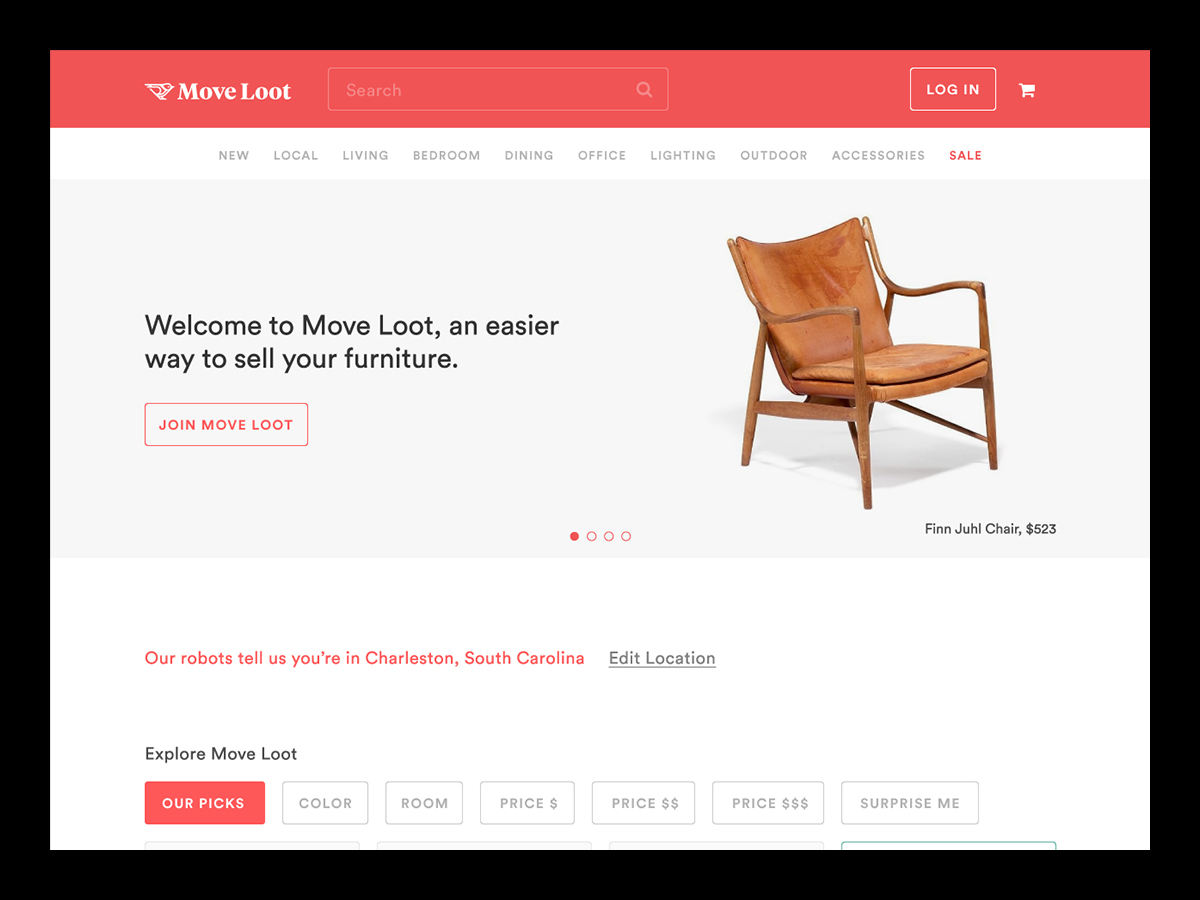 Move Loot
Search
LOG IN
NEW LOCAL LIVING BEDROOM DINING OFFICE LIGHTING OUTDOOR ACCESSORIES SALE
Welcome to Move Loot, an easier
way to sell your furniture.
JOIN MOVE LOOT
Finn Juhl Chair, $523
Our robots tell us you’re in Charleston, South Carolina Edit Location
Explore Move Loot
OUR PICKS COLOR ROOM PRICE $ PRICE $$ PRICE $$$ SURPRISE ME